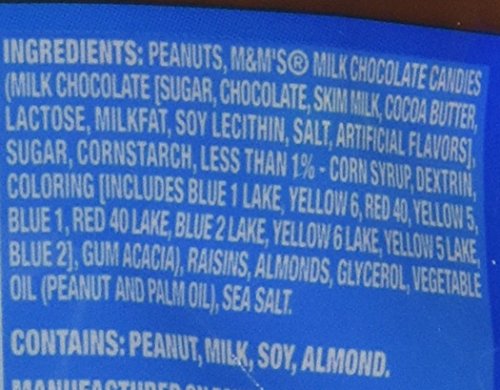 INGREDIENTS: PEANUTS, M&M'S® MILK CHOCOLATE CANDIES
(MILK CHOCOLATE [SUGAR, CHOCOLATE, SKIM MILK, COCOA BUTTER,
LACTOSE, MILKFAT, SOY LECITHIN, SALT, ARTIFICIAL FLAVORS],
SUGAR, CORNSTARCH, LESS THAN 1% - CORN SYRUP, DEXTRIN,
COLORING [INCLUDES BLUE 1 LAKE, YELLOW 6, RED 40, YELLOW 5,
BLUE 1, RED 40 LAKE, BLUE 2 LAKE, YELLOW 6 LAKE, YELLOW 5 LAKE,
BLUE 2], GUM ACACIA), RAISINS, ALMONDS, GLYCEROL, VEGETABLE
OIL (PEANUT AND PALM OIL), SEA SALT.
CONTAINS: PEANUT, MILK, SOY, ALMOND.